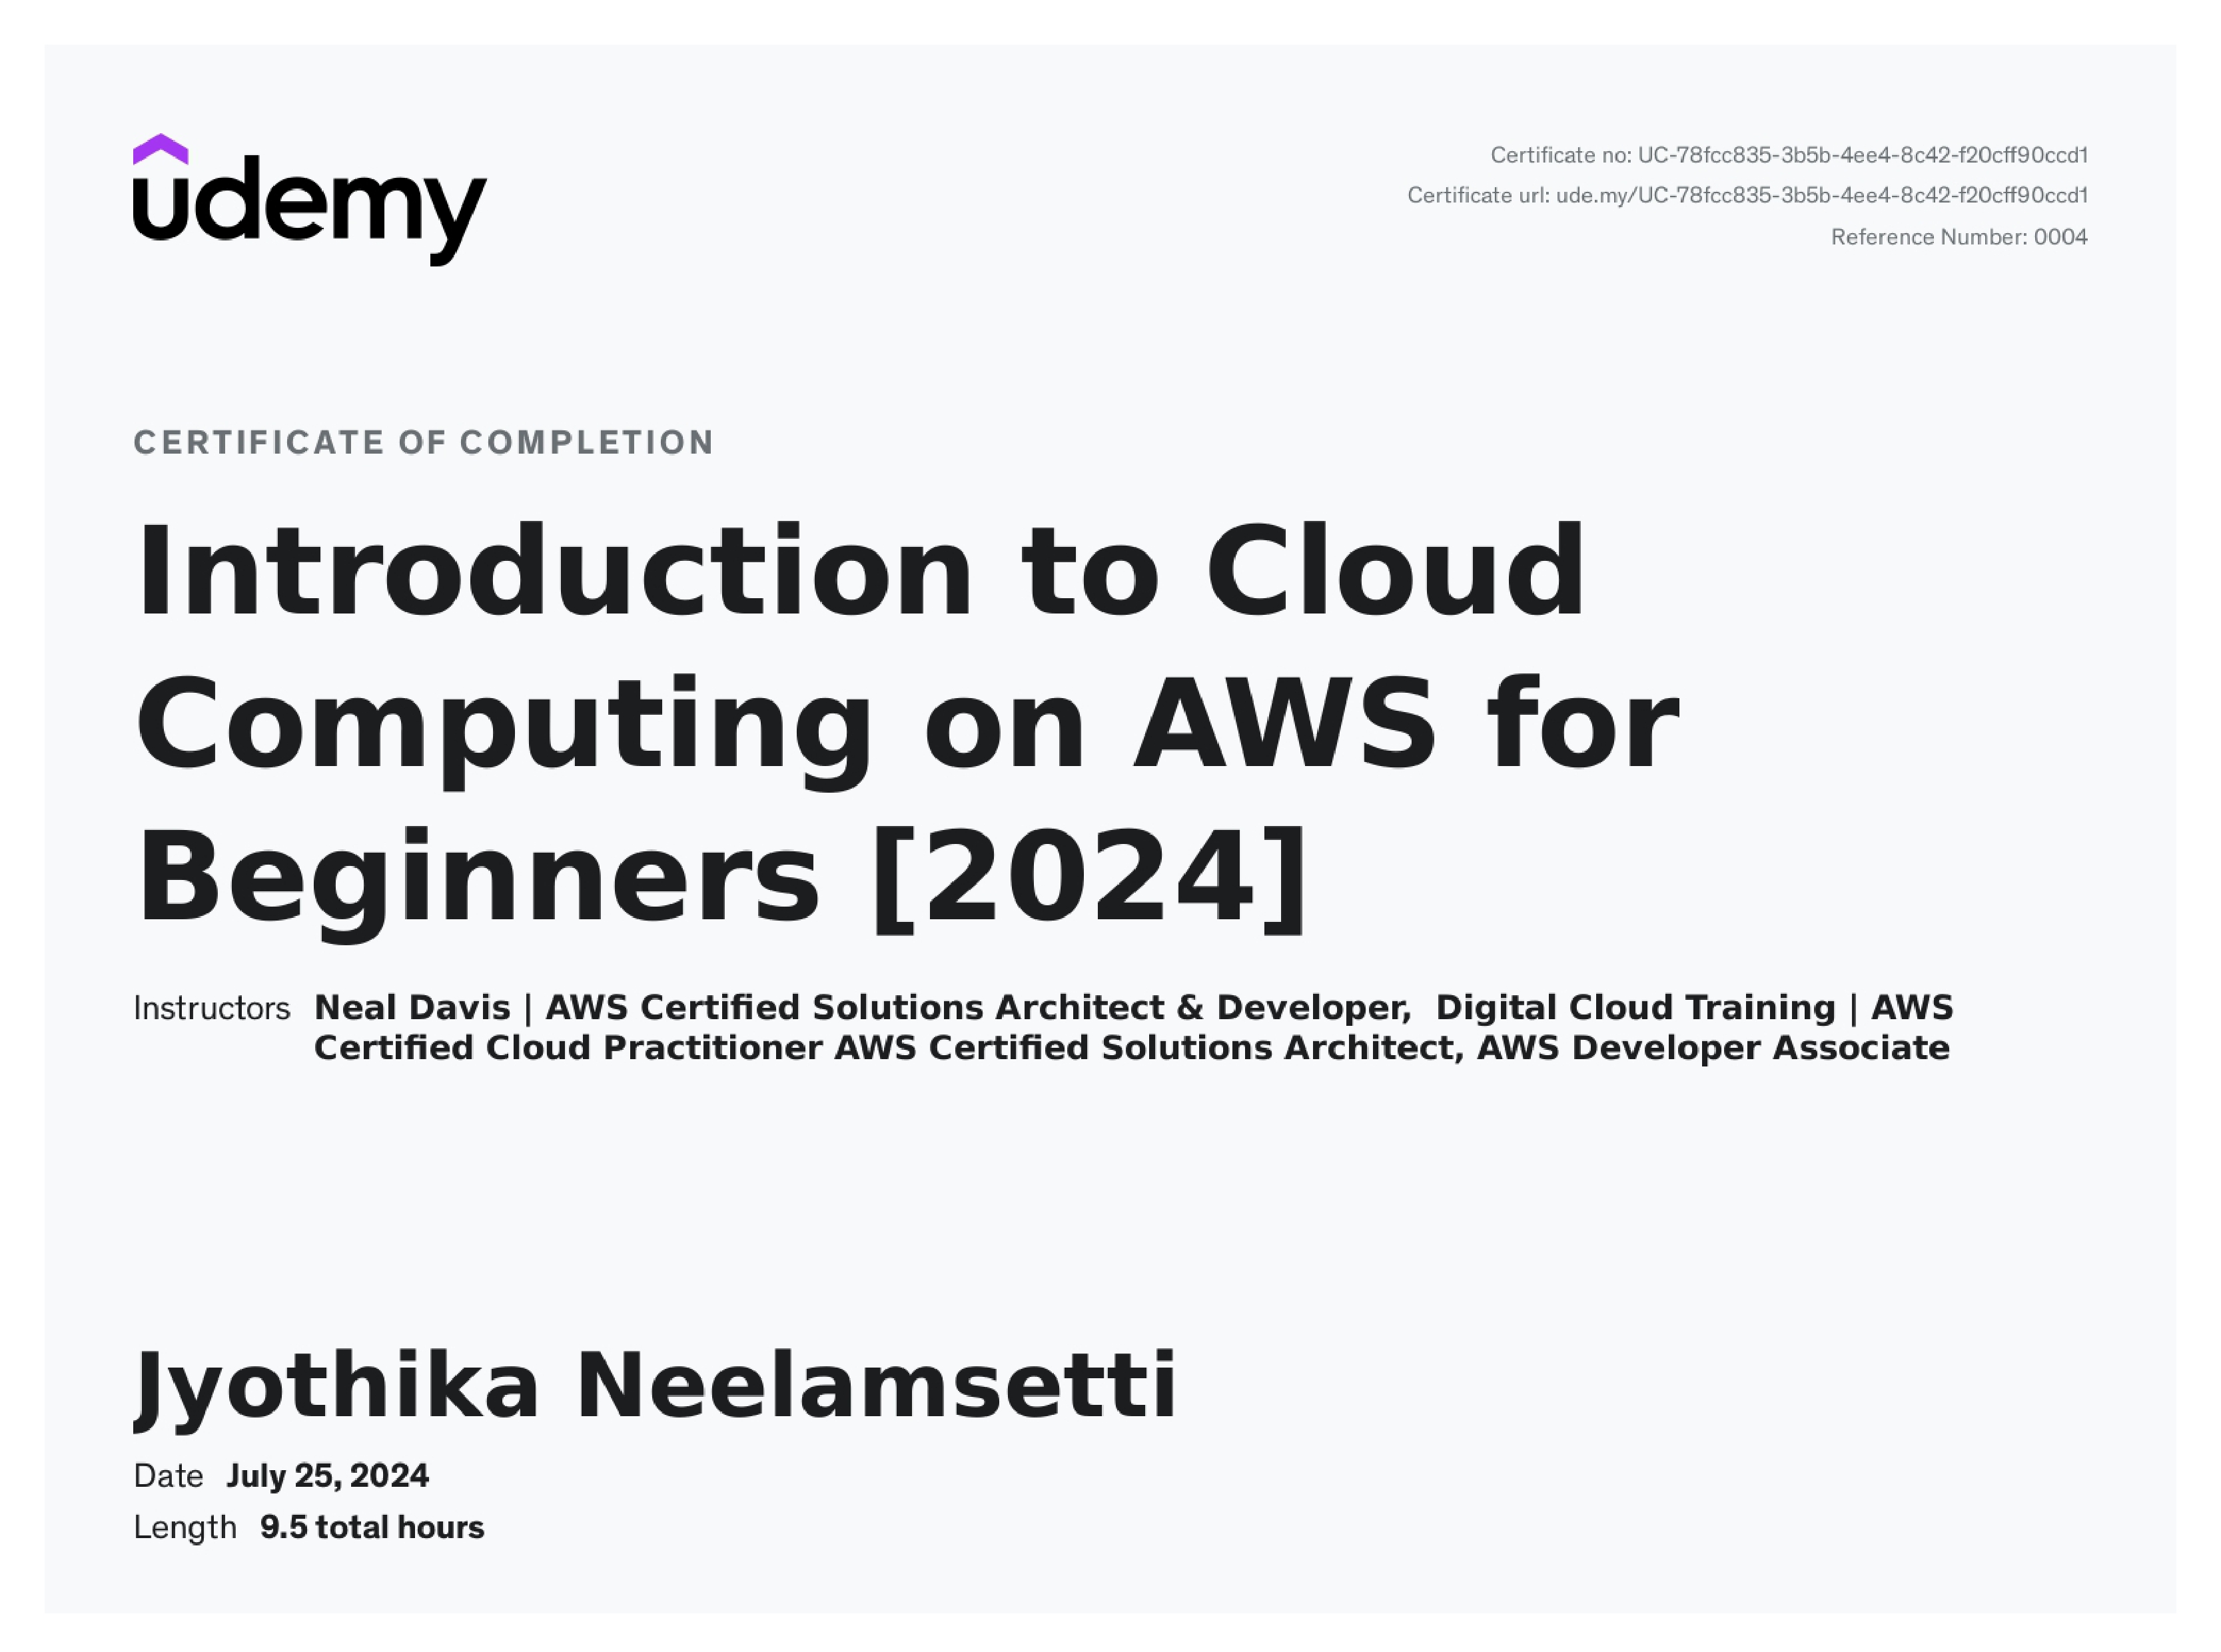 udemy
Certificate no: UC-78fcc835-3b5b-4ee4-8c42-f20cff90ccd1
Certificate url: ude.my/UC-78fcc835-3b5b-4ee4-8c42-f20cff90ccd1
Reference Number: 0004
CERTIFICATE OF COMPLETION
Introduction to Cloud
Computing on AWS for
Beginners [2024]
Instructors Neal Davis | AWS Certified Solutions Architect & Developer, Digital Cloud Training | AWS
Certified Cloud Practitioner AWS Certified Solutions Architect, AWS Developer Associate
Jyothika Neelamsetti
Date July 25, 2024
Length 9.5 total hours